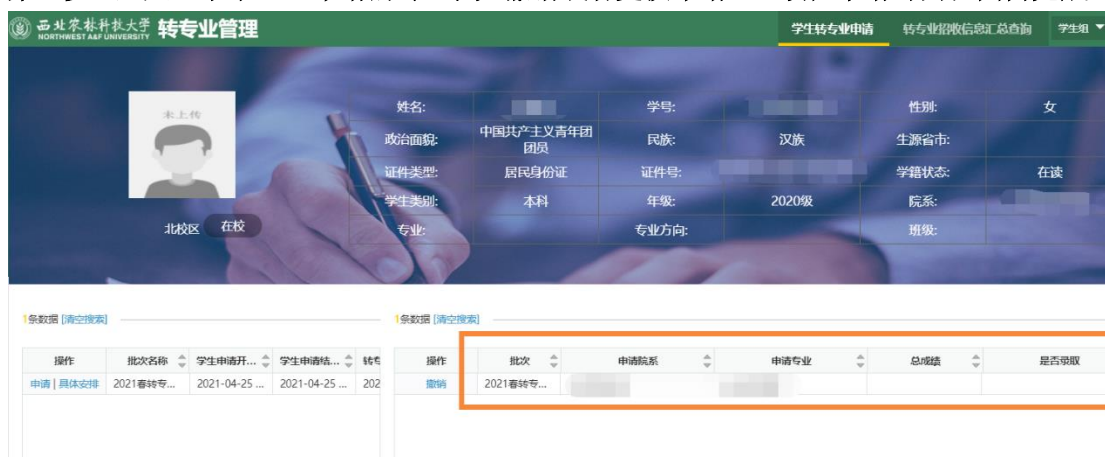 西北农林科技大学 转专业管理 学生转专业申请 转专业招收信息汇总查询 学生组
NORTHWEST A&F UNIVERSITY
未上传
北校区 在校
姓名: 学号: 性别: 女
政治面貌: 中国共产主义青年团团员 民族: 汉族 生源省市:
证件类型: 居民身份证 证件号: 学籍状态: 在读
学生类别: 本科 年级: 2020级 院系:
专业: 专业方向: 班级:
1条数据 [清空搜索] 1条数据 [清空搜索]
操作 批次名称 学生申请开... 学生申请结... 转专 操作 批次 申请院系 申请专业 总成绩 是否录取
申请 | 具体安排 2021春转专... 2021-04-25 ... 2021-04-25 ... 202 撤销 2021春转专...